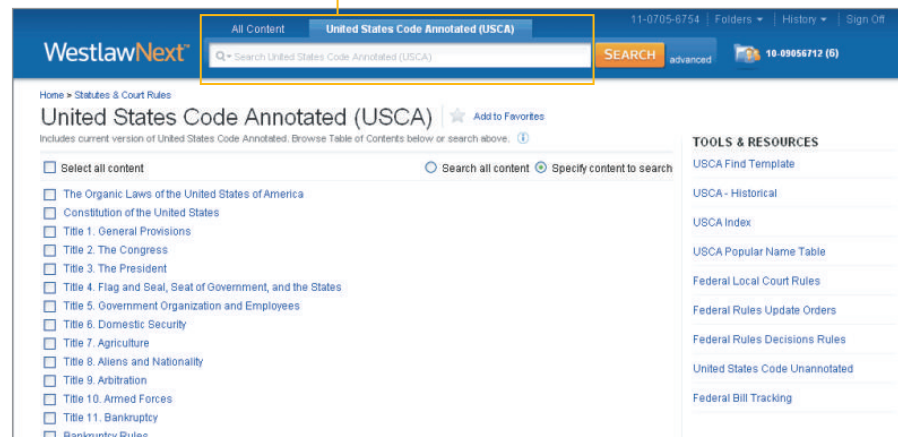 11-0705-6754 | Folders | History | Sign Off
All Content United States Code Annotated (USCA)
WestlawNext™
Search United States Code Annotated (USCA)
SEARCH advanced
10-09056712 (6)
Home > Statutes & Court Rules
United States Code Annotated (USCA) Add to Favorites
Includes current version of United States Code Annotated. Browse Table of Contents below or search above.
Select all content Search all content Specify content to search
The Organic Laws of the United States of America
Constitution of the United States
Title 1. General Provisions
Title 2. The Congress
Title 3. The President
Title 4. Flag and Seal, Seat of Government, and the States
Title 5. Government Organization and Employees
Title 6. Domestic Security
Title 7. Agriculture
Title 8. Aliens and Nationality
Title 9. Arbitration
Title 10. Armed Forces
Title 11. Bankruptcy
Bankruptcy Rules
TOOLS & RESOURCES
USCA Find Template
USCA - Historical
USCA Index
USCA Popular Name Table
Federal Local Court Rules
Federal Rules Update Orders
Federal Rules Decisions Rules
United States Code Unannotated
Federal Bill Tracking